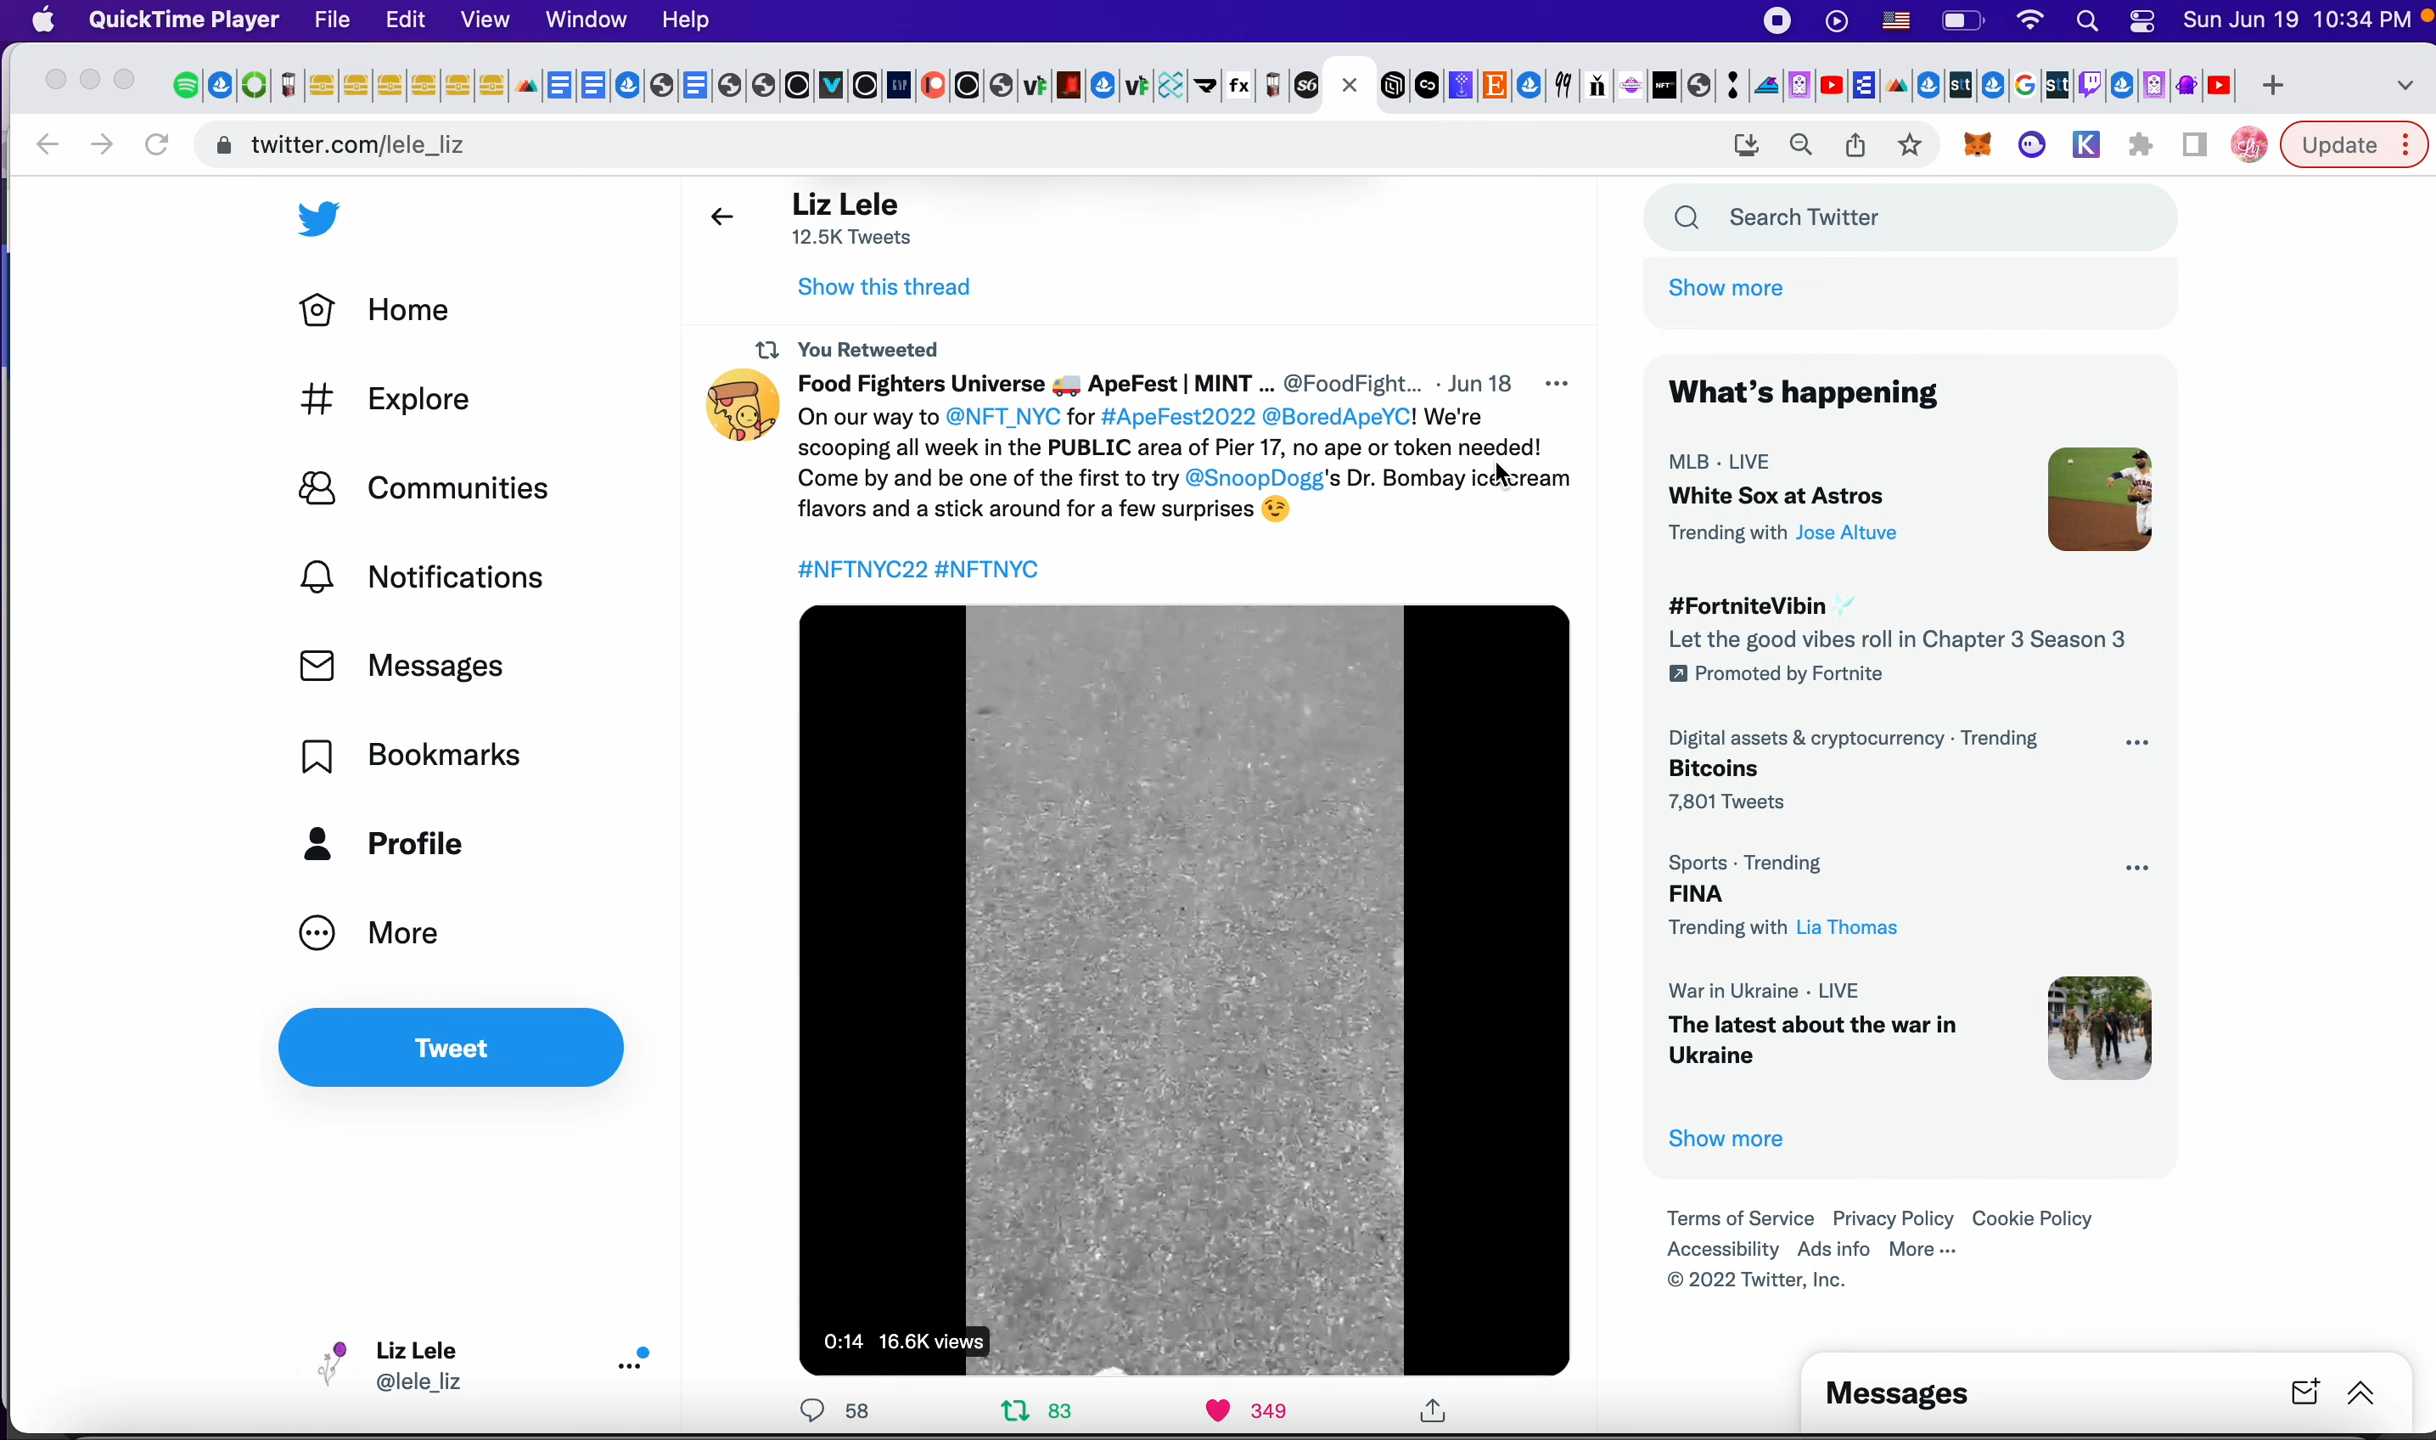 QuickTime Player File Edit View Window Help Sun Jun 19 10:34 PM
twitter.com/lele_liz Update
Home
Explore
Communities
Notifications
Messages
Bookmarks
Profile
More
Tweet
Liz Lele
@lele_liz
Liz Lele
12.5K Tweets
Show this thread
You Retweeted
Food Fighters Universe 🚚 ApeFest | MINT ... @FoodFight... · Jun 18
On our way to @NFT_NYC for #ApeFest2022 @BoredApeYC! We're
scooping all week in the PUBLIC area of Pier 17, no ape or token needed!
Come by and be one of the first to try @SnoopDogg's Dr. Bombay ice cream
flavors and a stick around for a few surprises 😉
#NFTNYC22 #NFTNYC
0:14 16.6K views
58 83 349
Search Twitter
Show more
What's happening
MLB · LIVE
White Sox at Astros
Trending with Jose Altuve
#FortniteVibin
Let the good vibes roll in Chapter 3 Season 3
Promoted by Fortnite
Digital assets & cryptocurrency · Trending
Bitcoins
7,801 Tweets
Sports · Trending
FINA
Trending with Lia Thomas
War in Ukraine · LIVE
The latest about the war in
Ukraine
Show more
Terms of Service Privacy Policy Cookie Policy
Accessibility Ads info More ···
© 2022 Twitter, Inc.
Messages